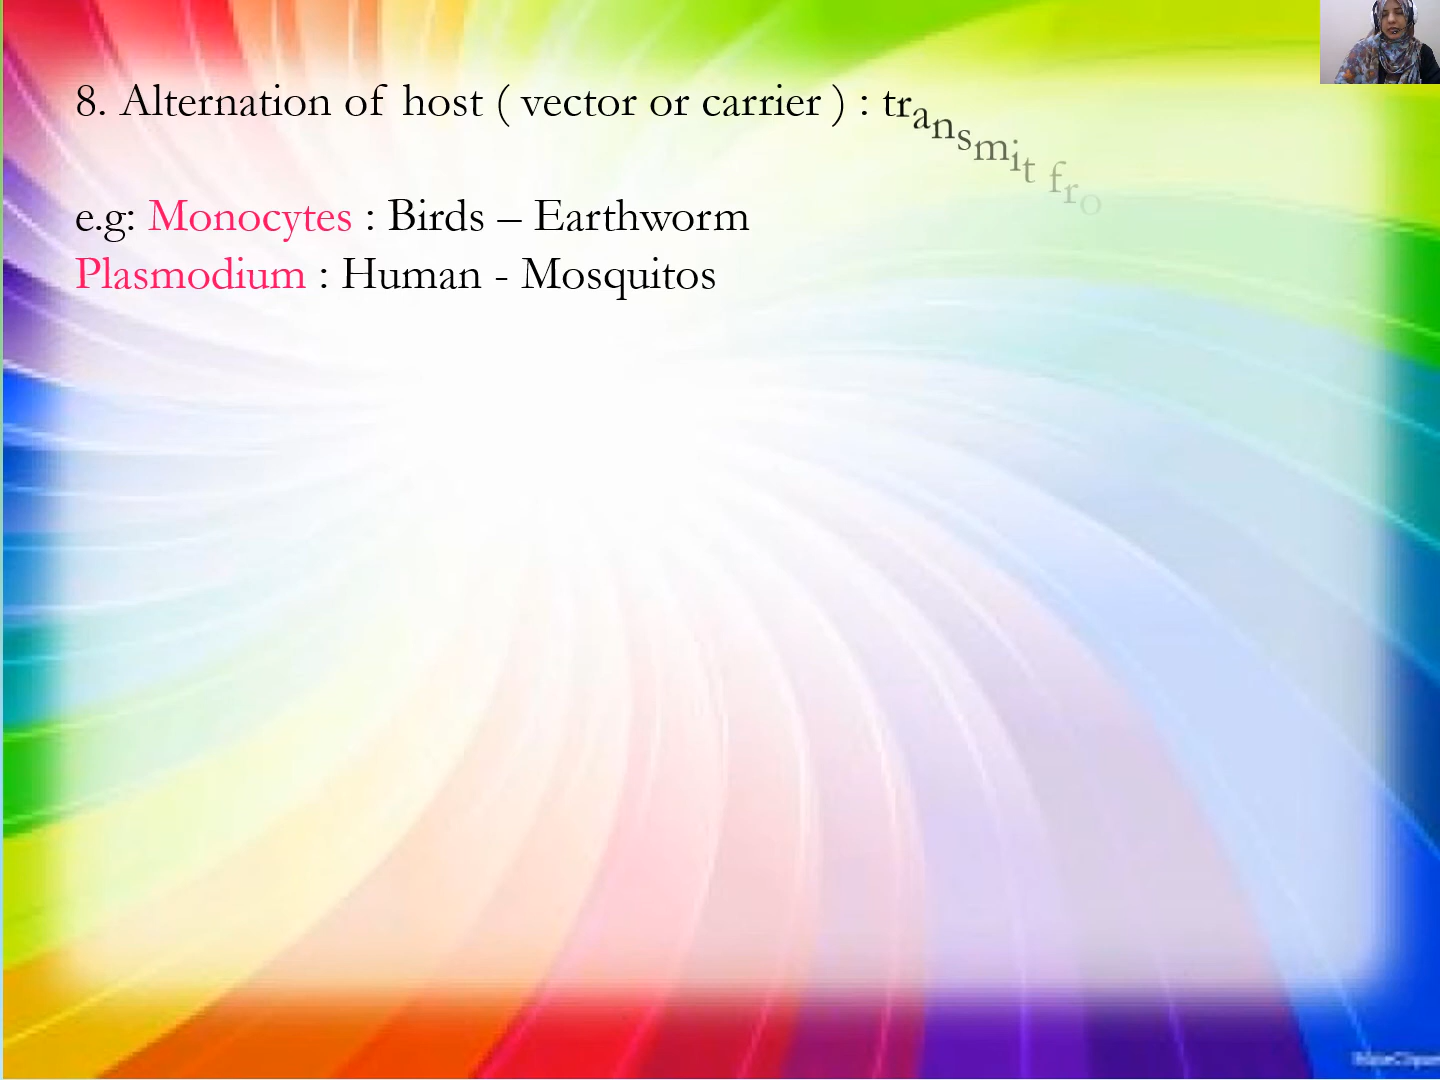 8. Alternation of host ( vector or carrier ) : transmit fro
e.g: Monocytes : Birds – Earthworm
Plasmodium : Human - Mosquitos